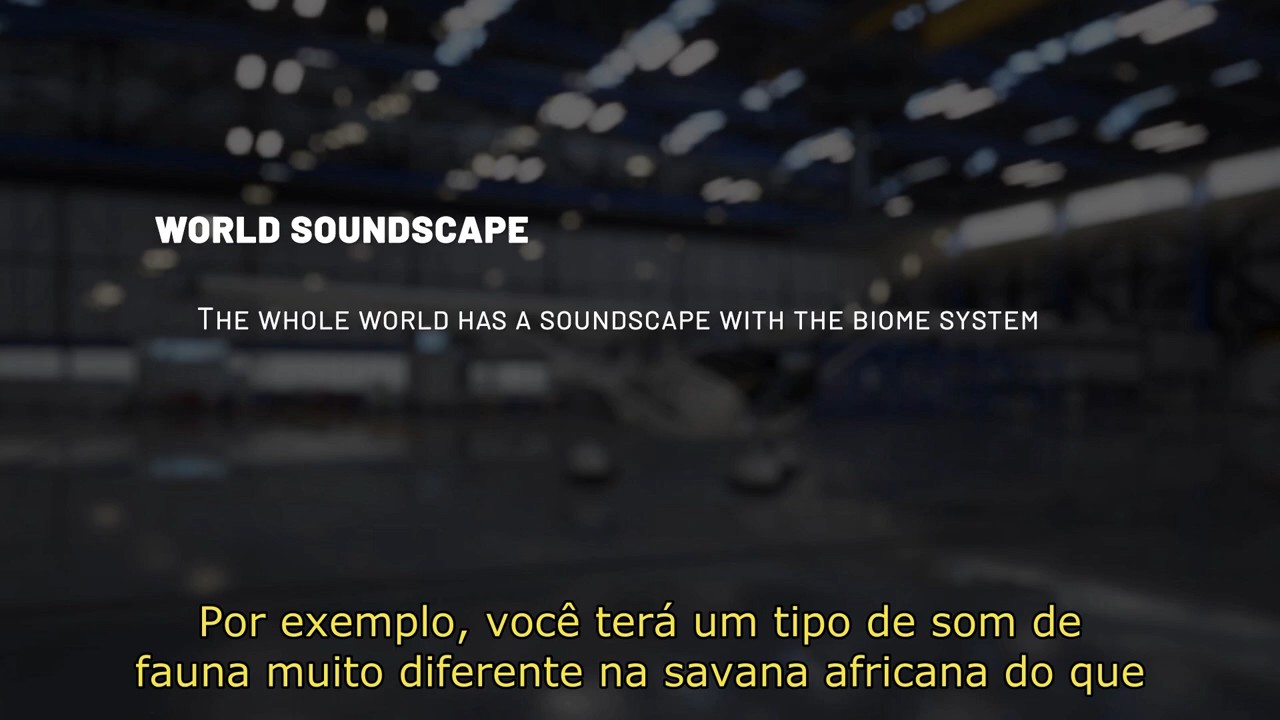 WORLD SOUNDSCAPE
THE WHOLE WORLD HAS A SOUNDSCAPE WITH THE BIOME SYSTEM
Por exemplo, você terá um tipo de som de
fauna muito diferente na savana africana do que